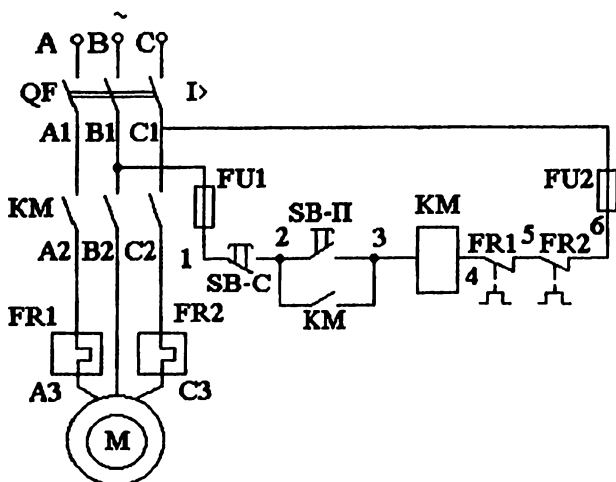 ~
A B C
QF I>
A1 B1 C1
FU1 FU2
KM SB-П KM
1 2 3 4 FR1 5 FR2 6
A2 B2 C2 SB-C
KM
FR1 FR2
A3 C3
M